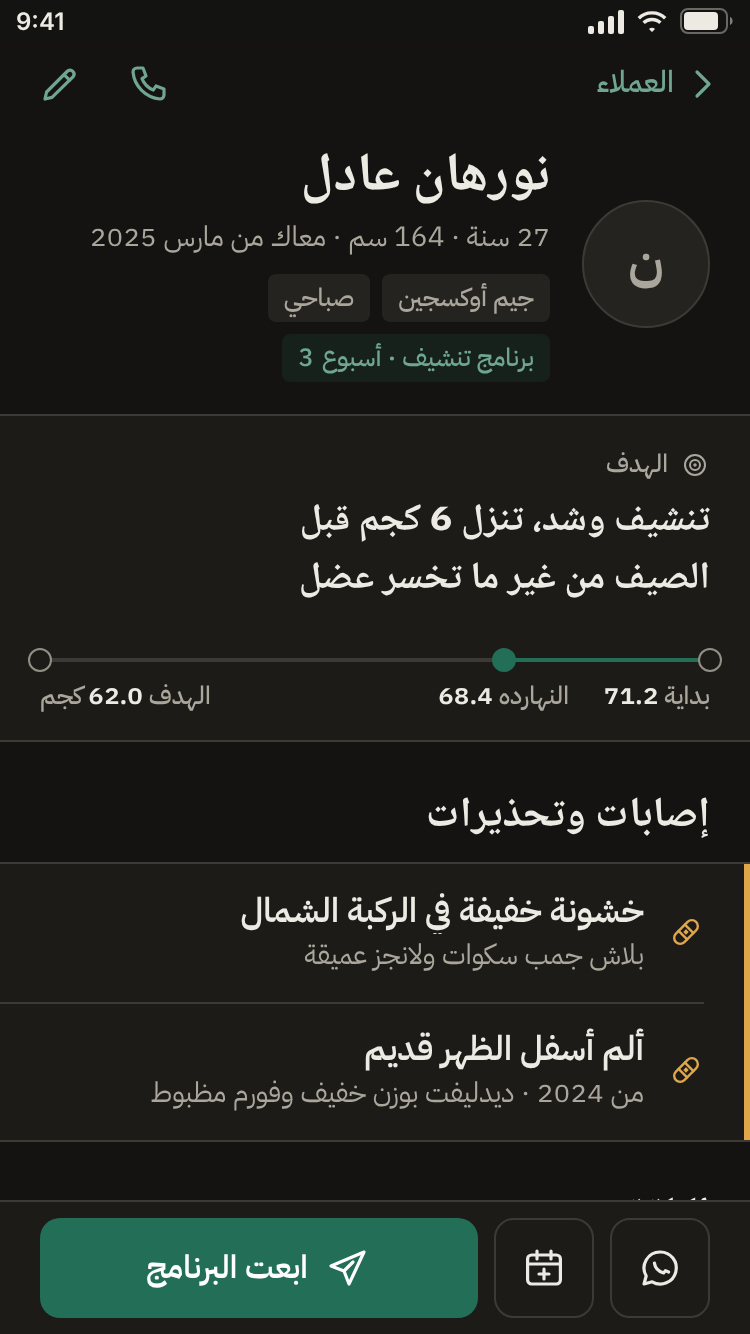 9:41
العملاء
نورهان عادل
27 سنة · 164 سم · معاك من مارس 2025
ن
جيم أوكسجين صباحي
برنامج تنشيف · أسبوع 3
الهدف
تنشيف وشد، تنزل 6 كجم قبل
الصيف من غير ما تخسر عضل
بداية 71.2 النهارده 68.4 الهدف 62.0 كجم
إصابات وتحذيرات
خشونة خفيفة في الركبة الشمال
بلاش جمب سكوات ولانجز عميقة
ألم أسفل الظهر قديم
من 2024 · ديدليفت بوزن خفيف وفورم مظبوط
ابعت البرنامج